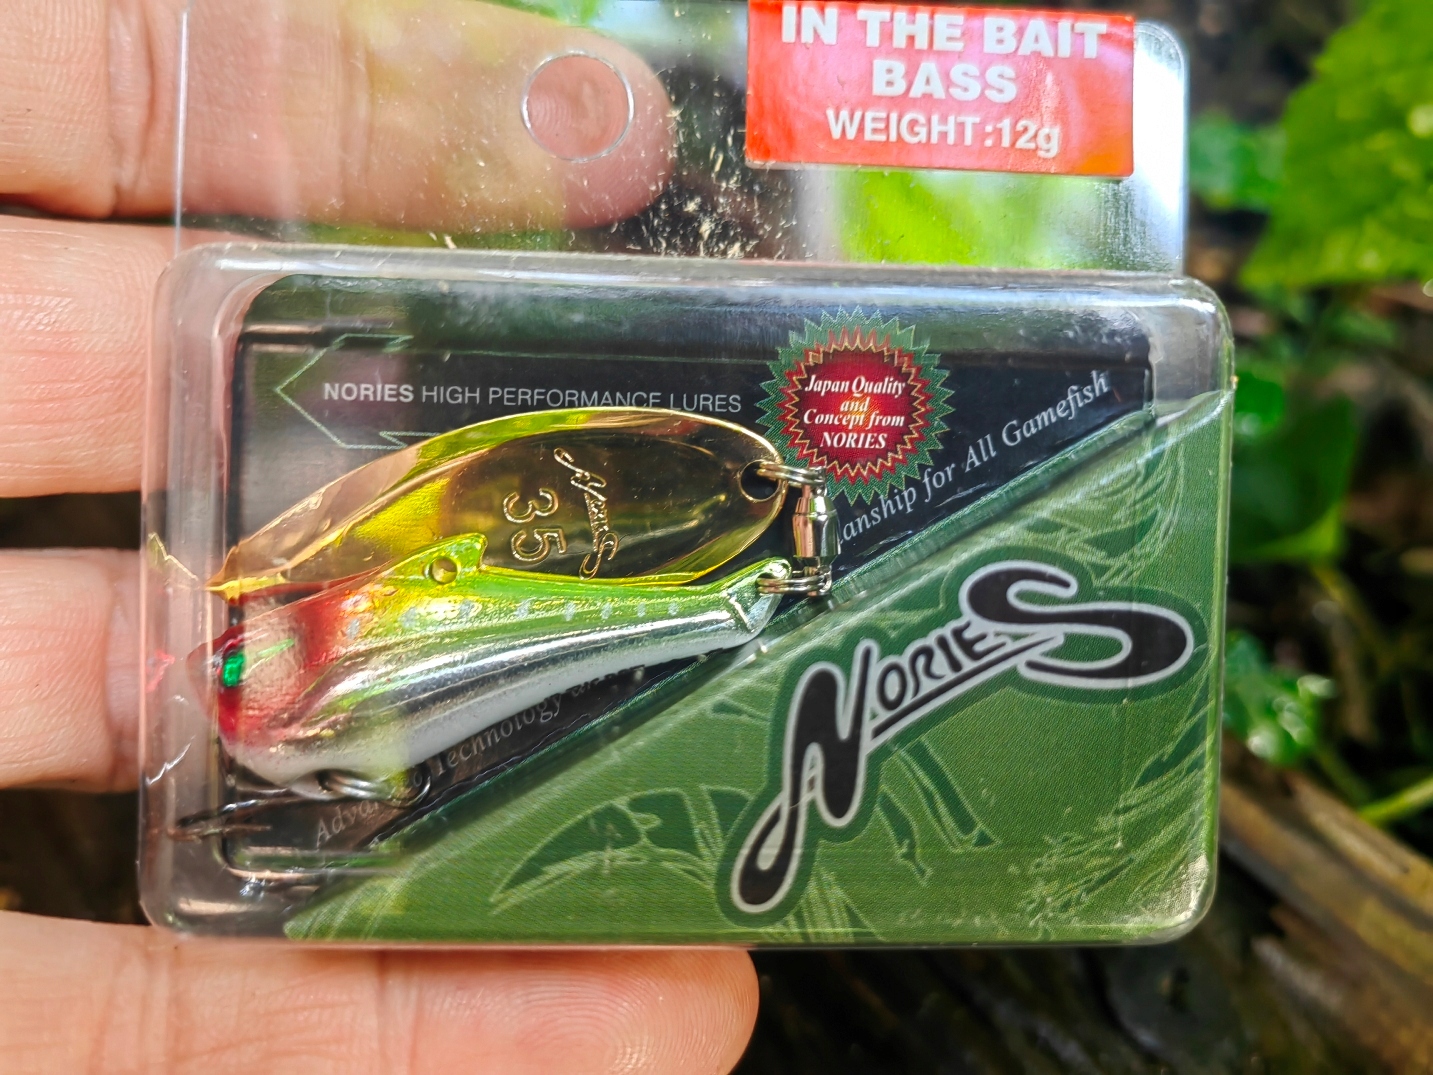 IN THE BAIT
BASS
WEIGHT:12g
NORIES HIGH PERFORMANCE LURES
Japan Quality
and
Concept from
NORIES
Technology
for All Gamefish
35
Nories
NORIES